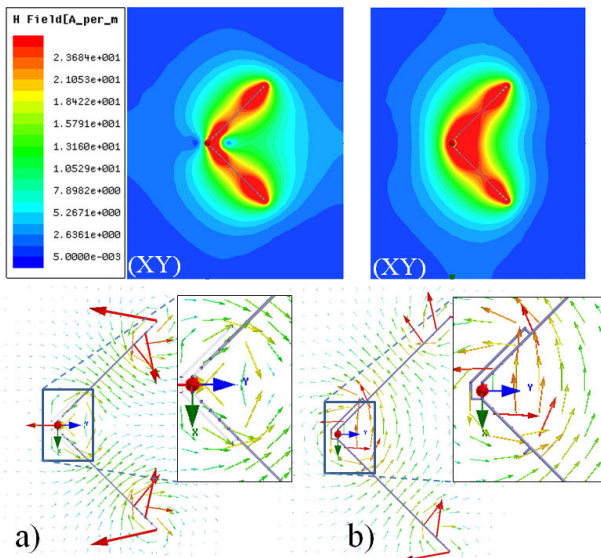 H Field[A_per_m
2.3684e+001
2.1053e+001
1.8422e+001
1.5791e+001
1.3160e+001
1.0529e+001
7.8982e+000
5.2671e+000
2.6361e+000
5.0000e-003
(XY)
(XY)
Y
X
Y
X
Y
X
Y
X
a)
b)